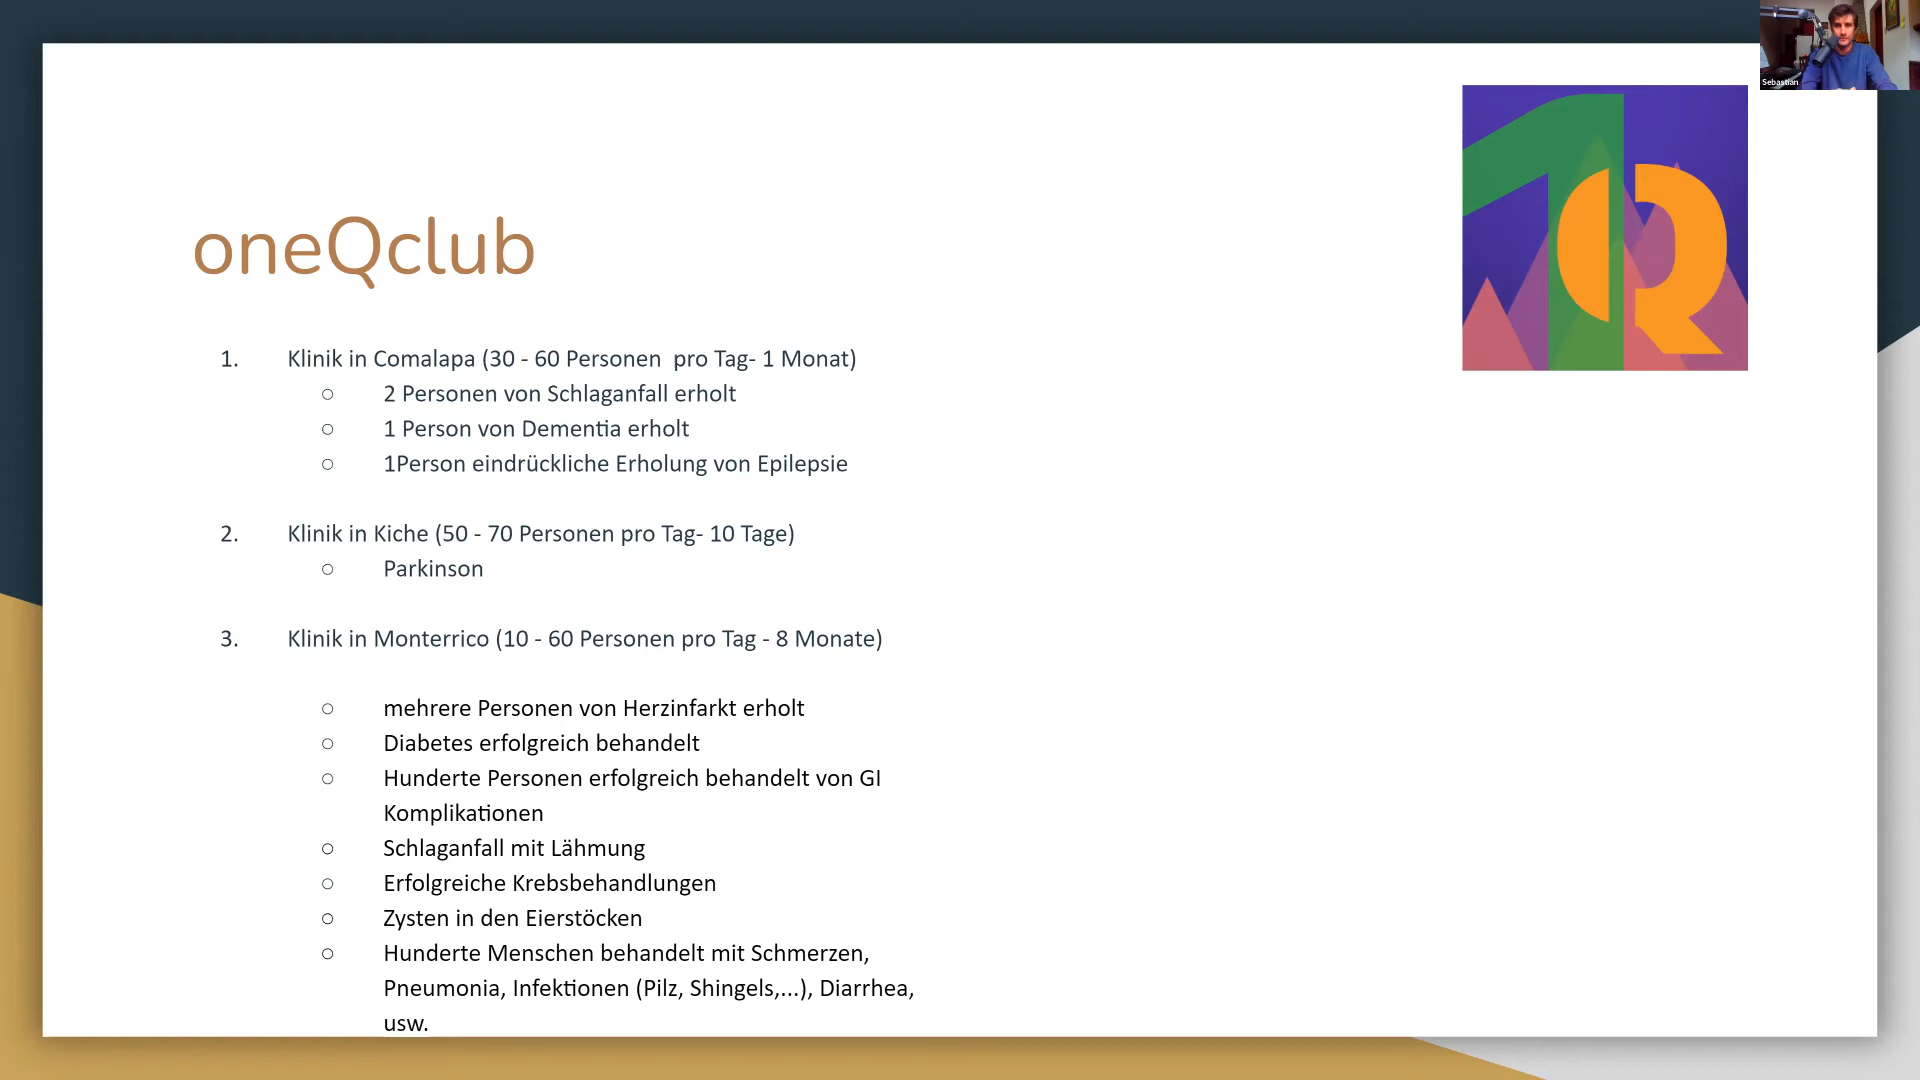 Sebastian
1Q
oneQclub
1. Klinik in Comalapa (30 - 60 Personen  pro Tag- 1 Monat)
○ 2 Personen von Schlaganfall erholt
○ 1 Person von Dementia erholt
○ 1Person eindrückliche Erholung von Epilepsie
2. Klinik in Kiche (50 - 70 Personen pro Tag- 10 Tage)
○ Parkinson
3. Klinik in Monterrico (10 - 60 Personen pro Tag - 8 Monate)
○ mehrere Personen von Herzinfarkt erholt
○ Diabetes erfolgreich behandelt
○ Hunderte Personen erfolgreich behandelt von GI
Komplikationen
○ Schlaganfall mit Lähmung
○ Erfolgreiche Krebsbehandlungen
○ Zysten in den Eierstöcken
○ Hunderte Menschen behandelt mit Schmerzen,
Pneumonia, Infektionen (Pilz, Shingels,...), Diarrhea,
usw.